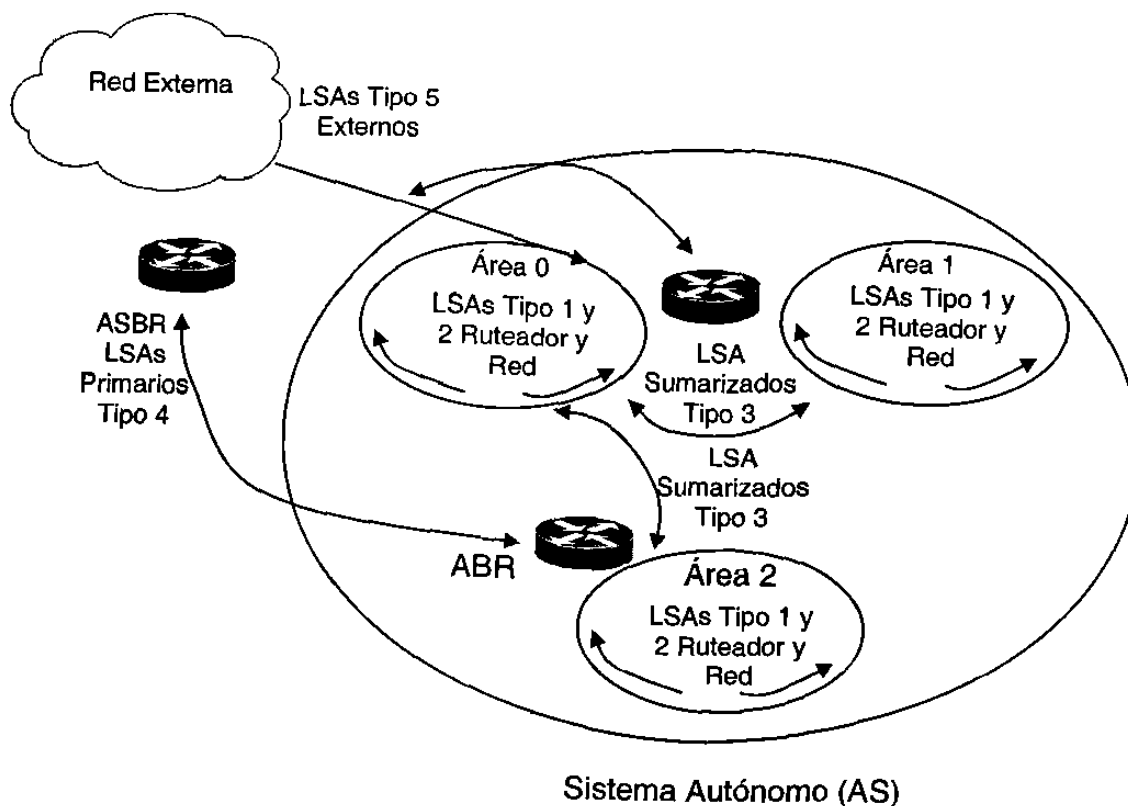 Red Externa
LSAs Tipo 5
Externos
Área 0
LSAs Tipo 1 y
2 Ruteador y
Red
Área 1
LSAs Tipo 1 y
2 Ruteador y
Red
ASBR
LSAs
Primarios
Tipo 4
LSA
Sumarizados
Tipo 3
LSA
Sumarizados
Tipo 3
ABR
Área 2
LSAs Tipo 1 y
2 Ruteador y
Red
Sistema Autónomo (AS)